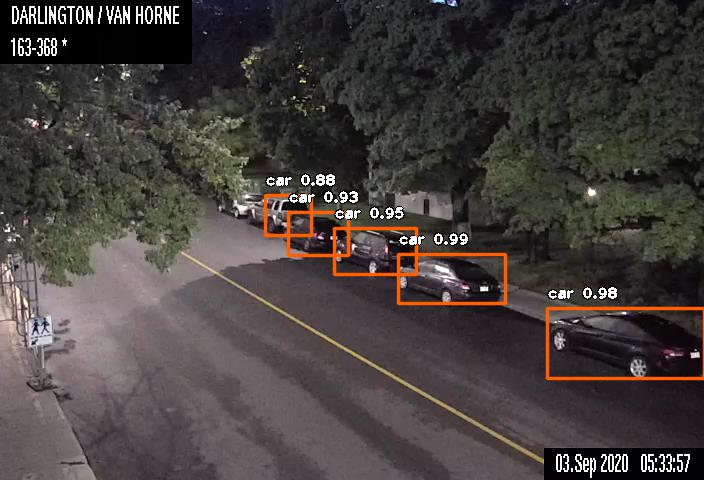 DARLINGTON / VAN HORNE
163-368 *
car 0.88
car 0.93
car 0.95
car 0.99
car 0.98
03.Sep 2020 05:33:57